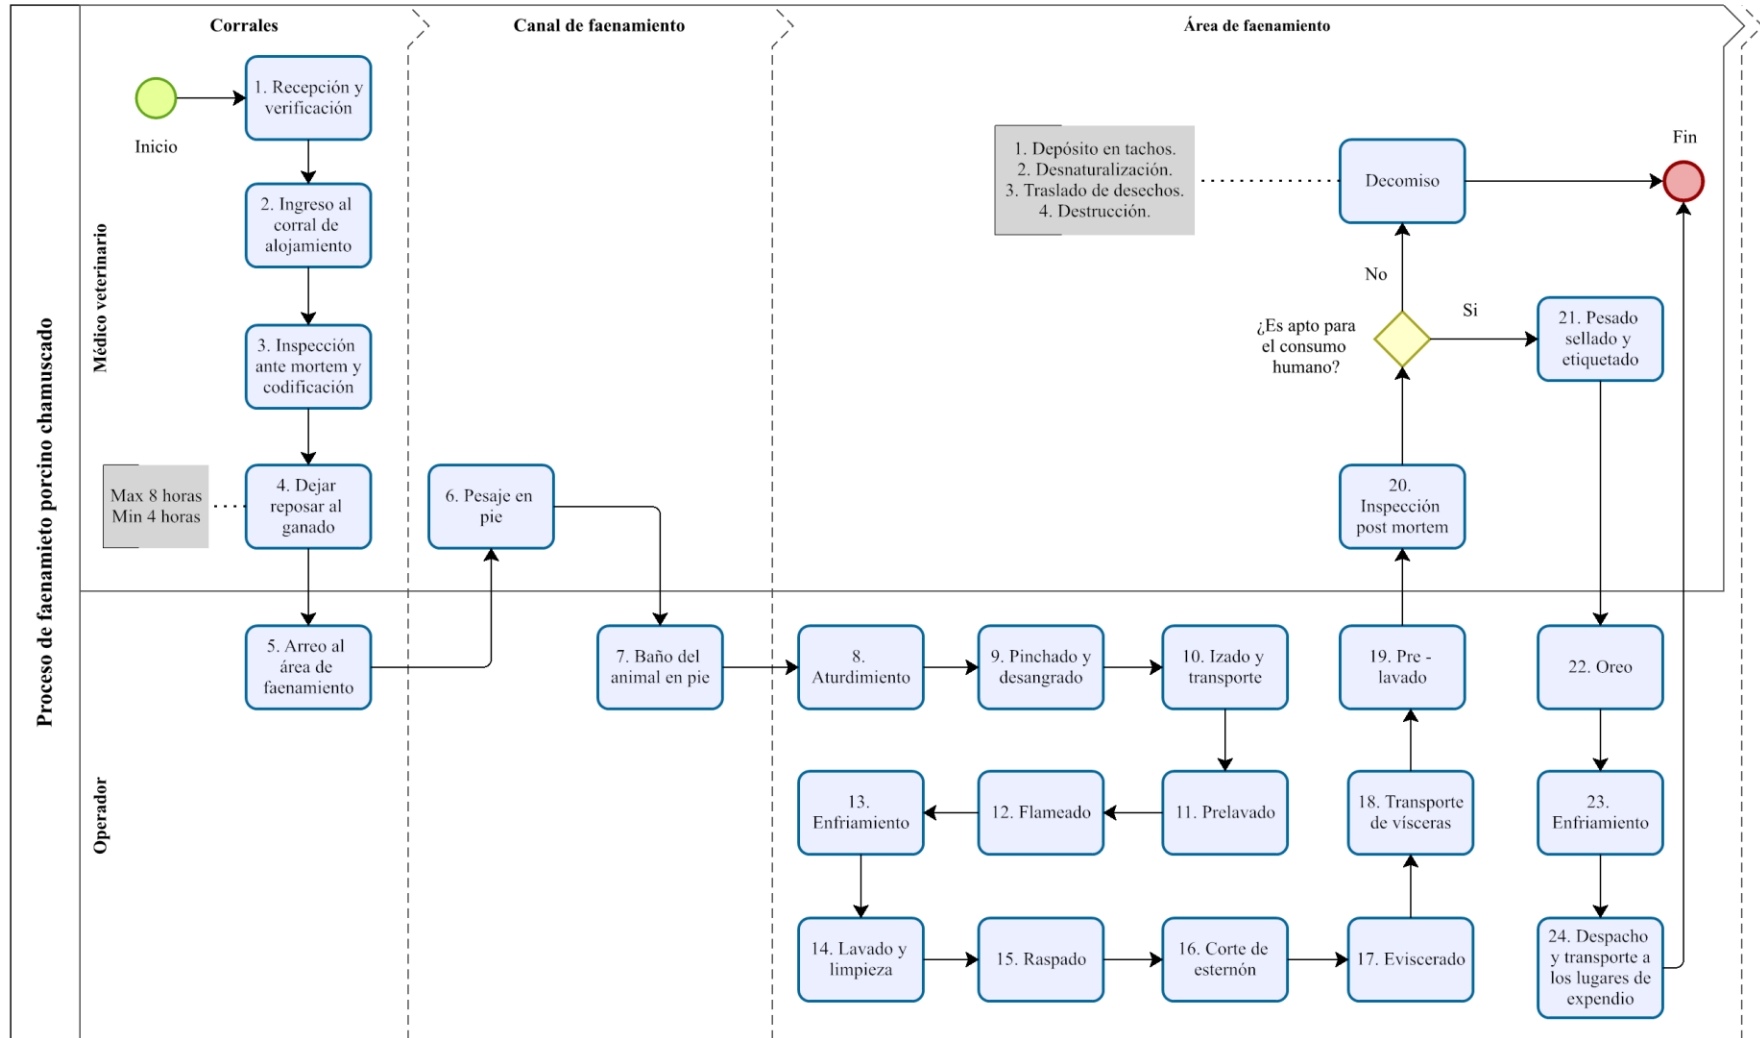 Proceso de faenamieto porcino chamuscado
Corrales
Canal de faenamiento
Área de faenamiento
Médico veterinario
Operador
Inicio
1. Recepción y
verificación
2. Ingreso al
corral de
alojamiento
3. Inspección
ante mortem y
codificación
Max 8 horas
Min 4 horas
4. Dejar
reposar al
ganado
5. Arreo al
área de
faenamiento
6. Pesaje en
pie
7. Baño del
animal en pie
8.
Aturdimiento
9. Pinchado y
desangrado
10. Izado y
transporte
11. Prelavado
12. Flameado
13.
Enfriamiento
14. Lavado y
limpieza
15. Raspado
16. Corte de
esternón
17. Eviscerado
18. Transporte
de vísceras
19. Pre -
lavado
20.
Inspección
post mortem
¿Es apto para
el consumo
humano?
No
Si
1. Depósito en tachos.
2. Desnaturalización.
3. Traslado de desechos.
4. Destrucción.
Decomiso
Fin
21. Pesado
sellado y
etiquetado
22. Oreo
23.
Enfriamiento
24. Despacho
y transporte a
los lugares de
expendio